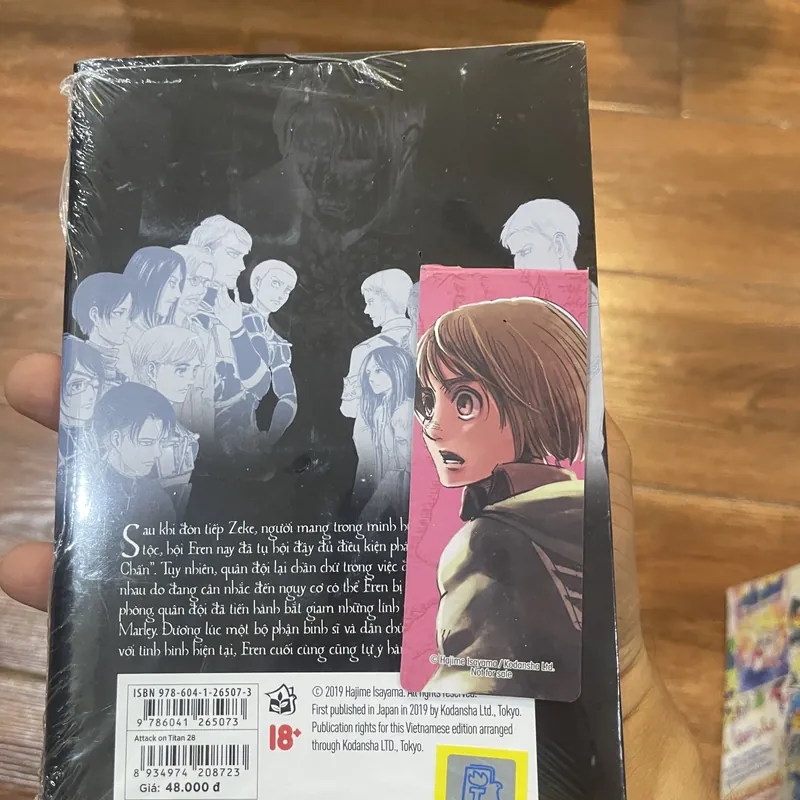 Sau khi đón tiếp Zeke, người mang trong mình
tộc, hội Eren nay đã tụ hội đầy đủ điều kiện
Chấn". Tuy nhiên, quân đội lại chần chừ trong việc
nhau do đang cân nhắc đến nguy cơ có thể Eren bị
phòng, quân đội đã tiến hành bắt giam những lính
Marley. Đương lúc một bộ phận binh sĩ và dân
với tình hình hiện tại, Eren cuối cùng cũng tự ý
© Hajime Isayama / Kodansha Ltd.
Not for sale
ISBN 978-604-1-26507-3
9 786041 265073
Attack on Titan 28
8 934974 208723
Giá: 48.000 đ
18+
© 2019 Hajime Isayama. All rights reserved.
First published in Japan in 2019 by Kodansha Ltd., Tokyo.
Publication rights for this Vietnamese edition arranged
through Kodansha LTD., Tokyo.
T